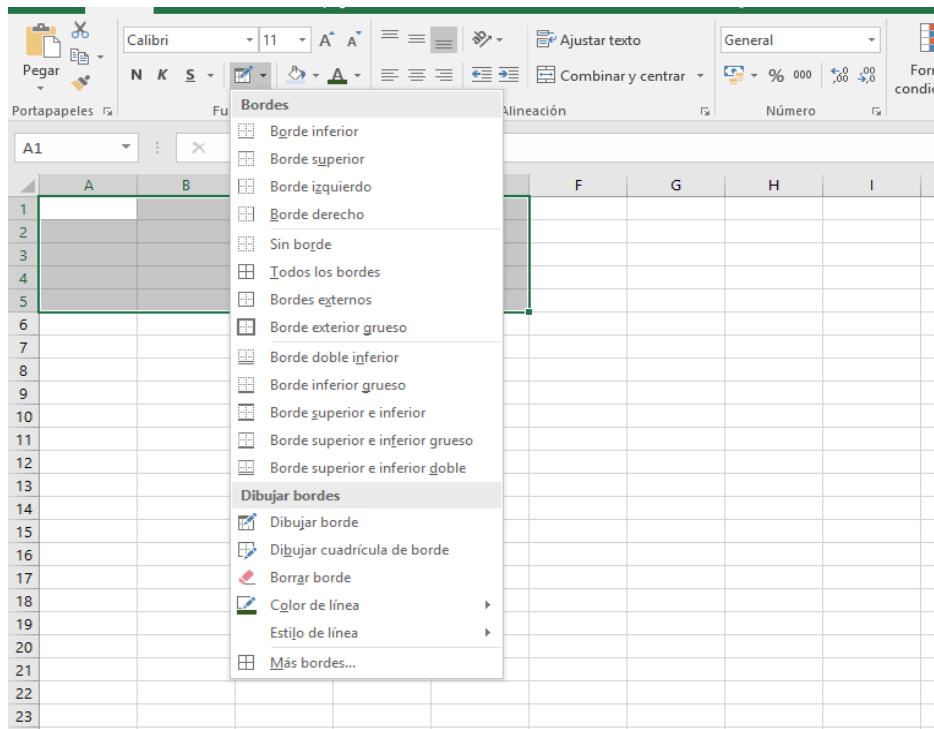 Calibri 11 A A Ajustar texto General
Pegar N K S A Combinar y centrar % 000
Portapapeles Fu Alineación Número condic
A1
A B F G H I
Bordes
Borde inferior
Borde superior
Borde izquierdo
Borde derecho
Sin borde
Todos los bordes
Bordes externos
Borde exterior grueso
Borde doble inferior
Borde inferior grueso
Borde superior e inferior
Borde superior e inferior grueso
Borde superior e inferior doble
Dibujar bordes
Dibujar borde
Dibujar cuadrícula de borde
Borrar borde
Color de línea
Estilo de línea
Más bordes...
1
2
3
4
5
6
7
8
9
10
11
12
13
14
15
16
17
18
19
20
21
22
23